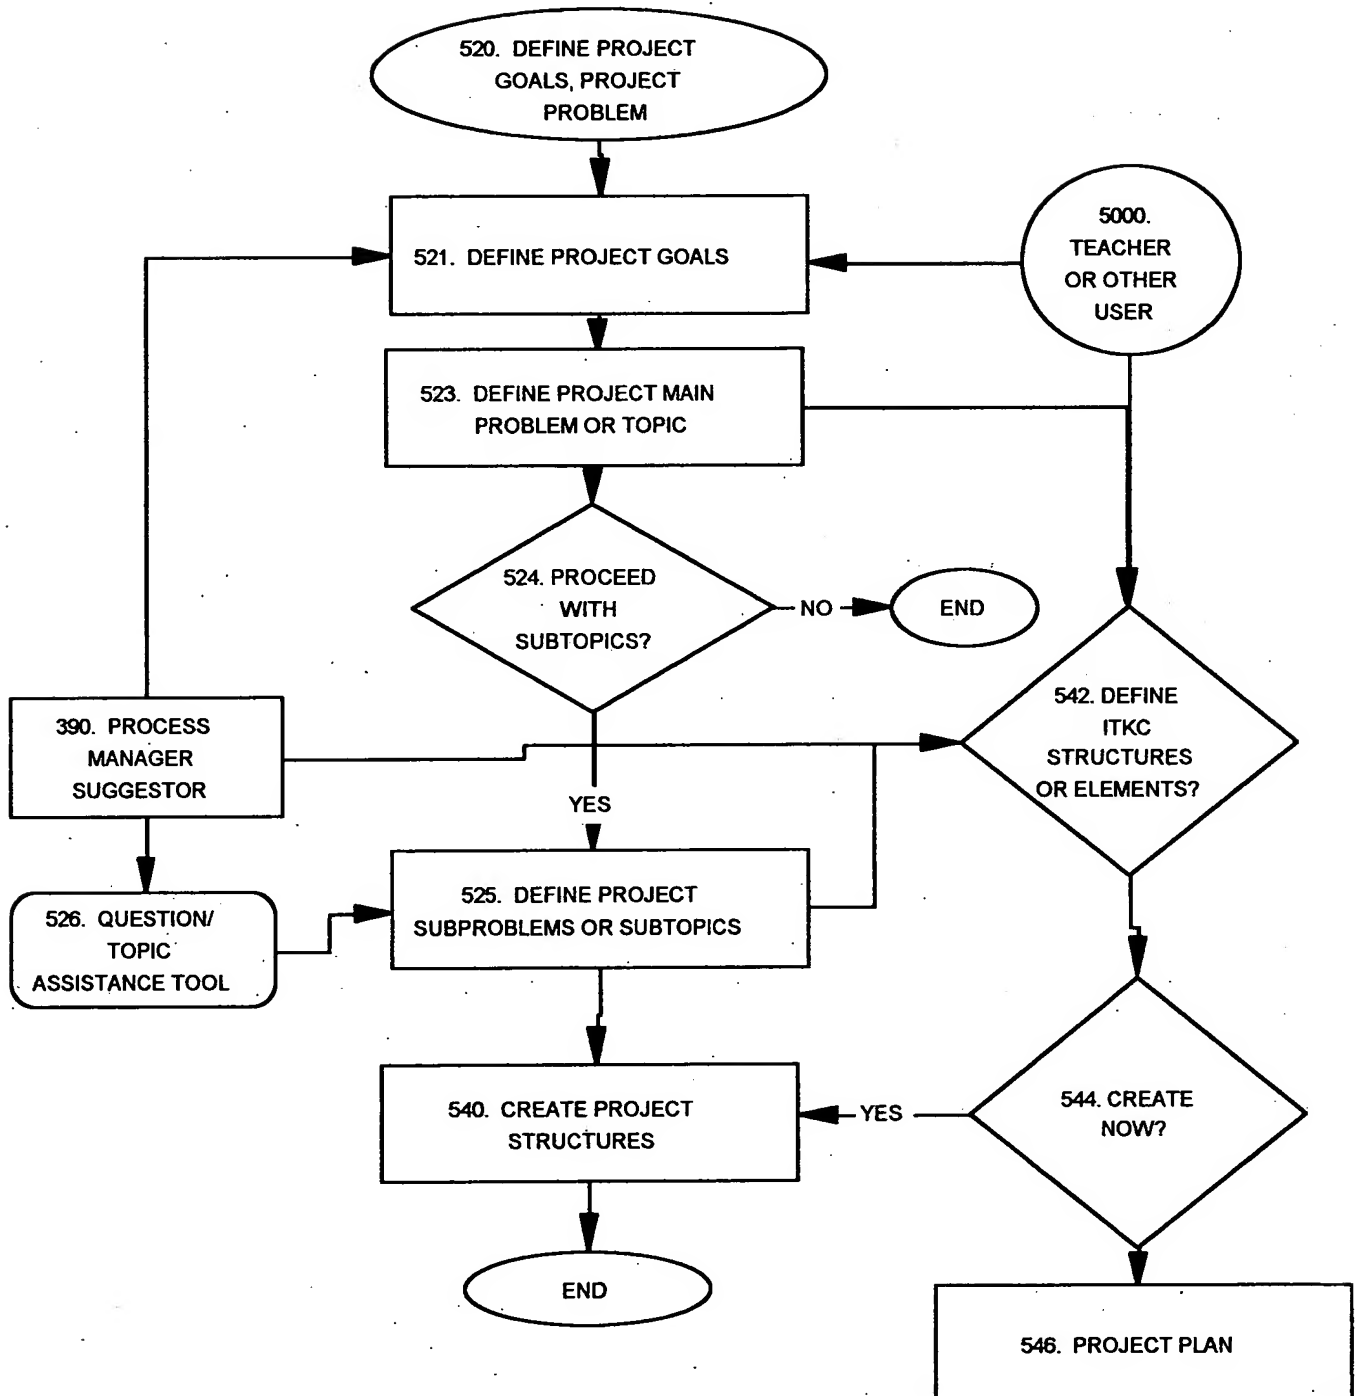 520. DEFINE PROJECT
GOALS, PROJECT
PROBLEM
5000.
TEACHER
OR OTHER
USER
521. DEFINE PROJECT GOALS
523. DEFINE PROJECT MAIN
PROBLEM OR TOPIC
524. PROCEED
WITH
SUBTOPICS?
NO
END
542. DEFINE
ITKC
STRUCTURES
OR ELEMENTS?
390. PROCESS
MANAGER
SUGGESTOR
YES
525. DEFINE PROJECT
SUBPROBLEMS OR SUBTOPICS
526. QUESTION/
TOPIC
ASSISTANCE TOOL
540. CREATE PROJECT
STRUCTURES
YES
544. CREATE
NOW?
END
546. PROJECT PLAN